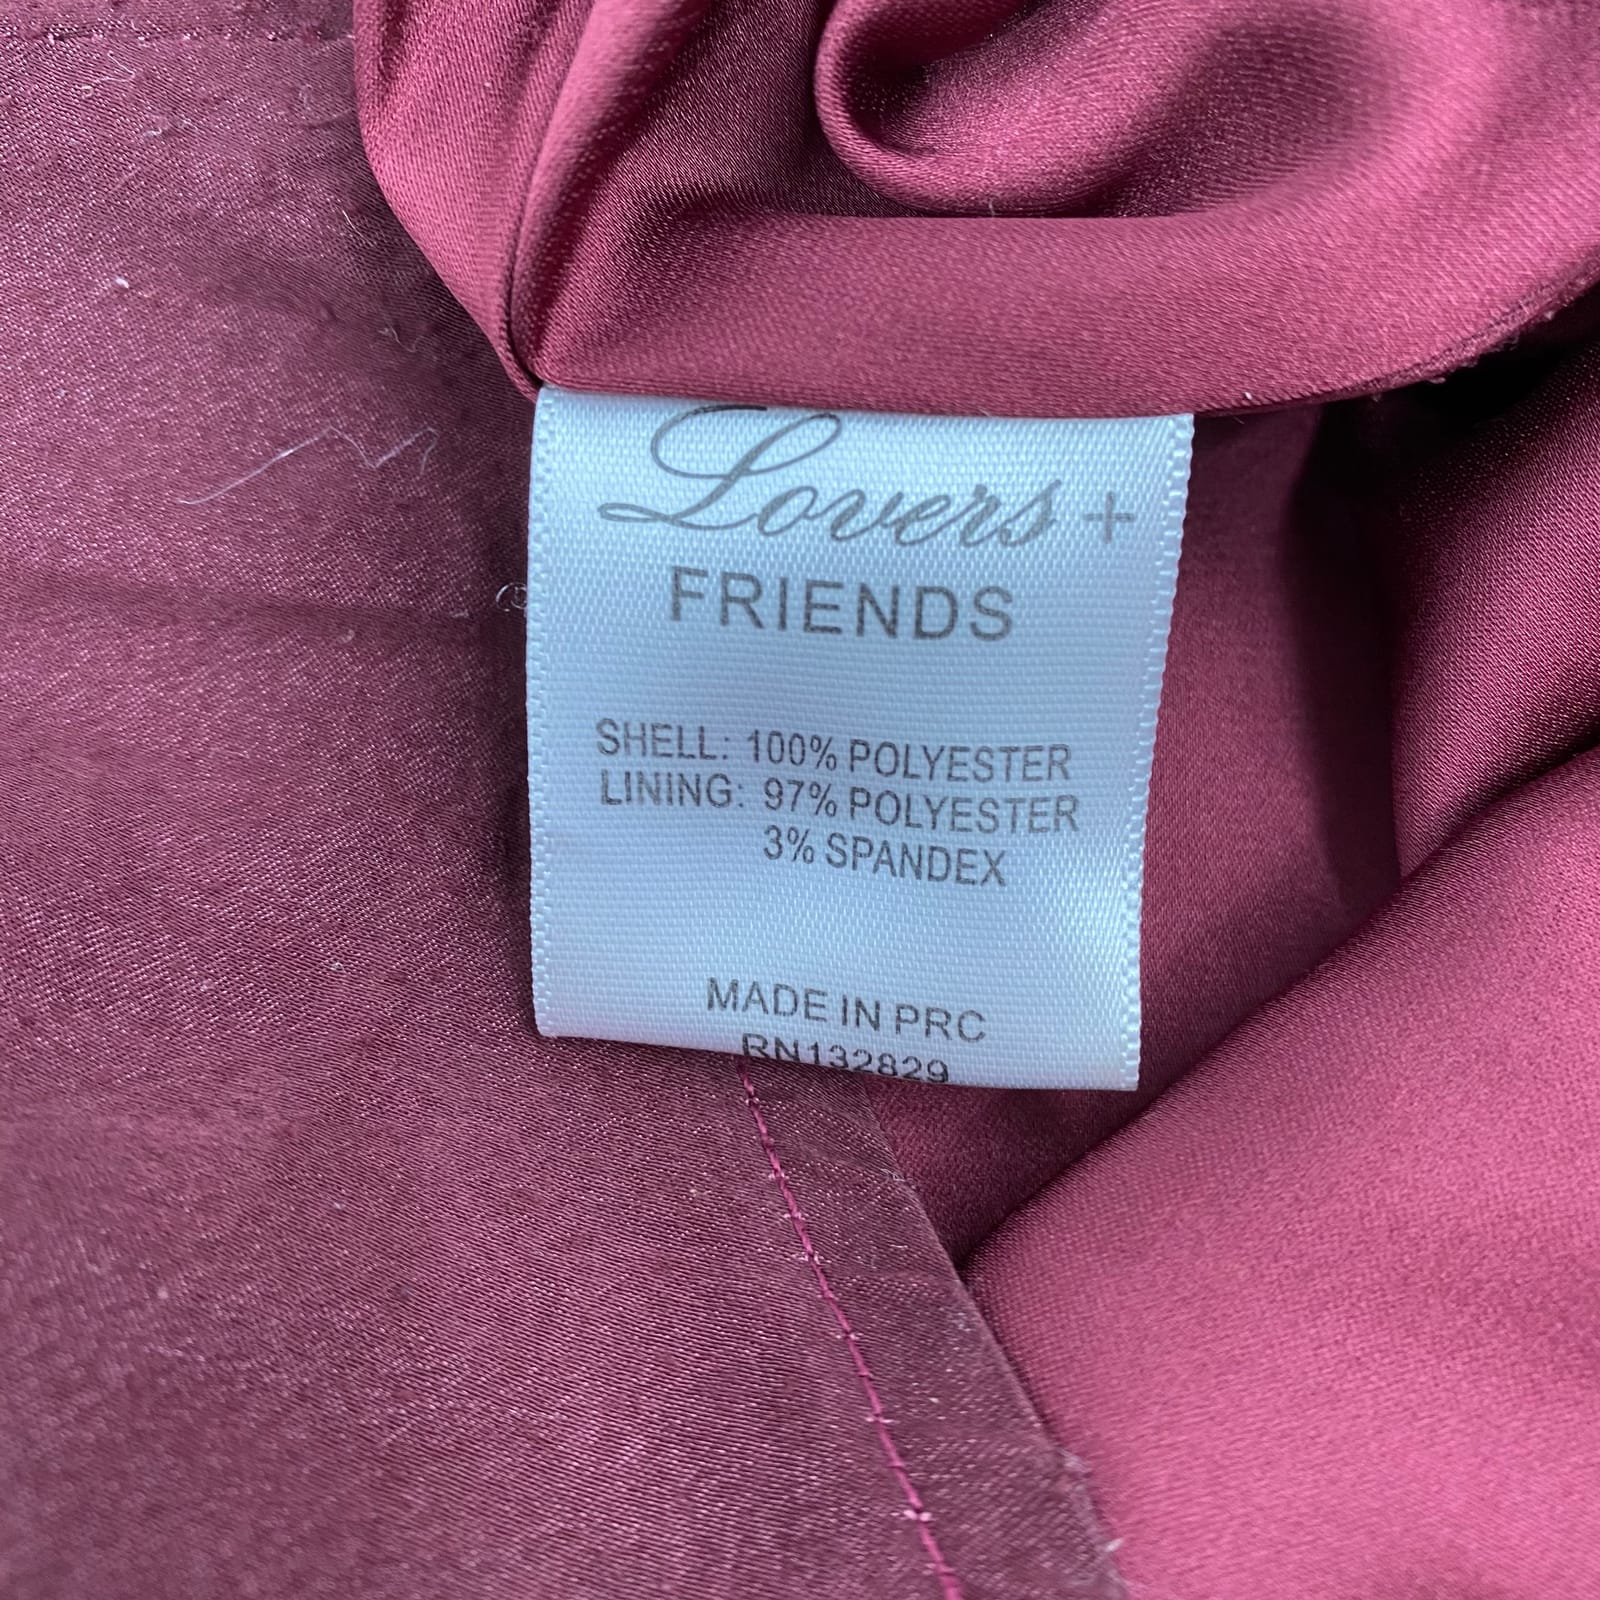 Lovers +
FRIENDS
SHELL: 100% POLYESTER
LINING: 97% POLYESTER
3% SPANDEX
MADE IN PRC
RN132829